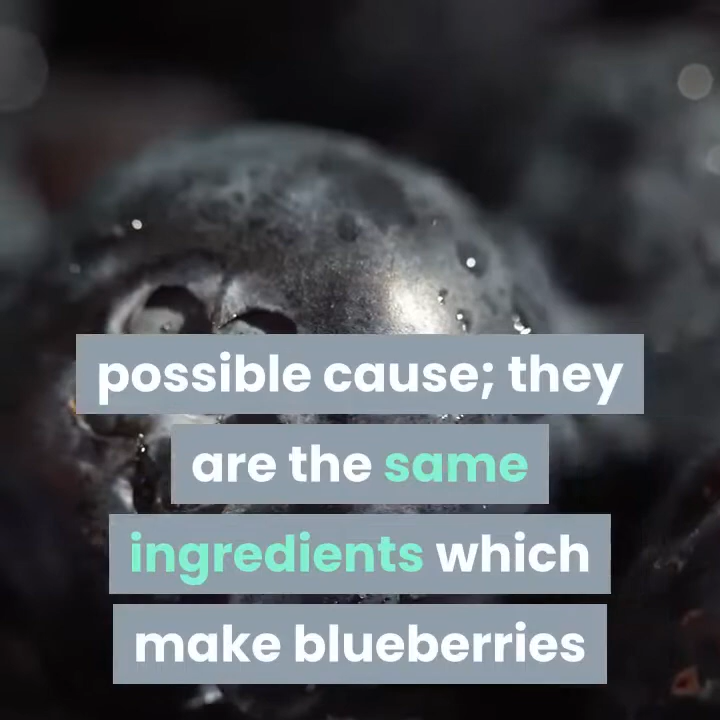 possible cause; they
are the same
ingredients which
make blueberries